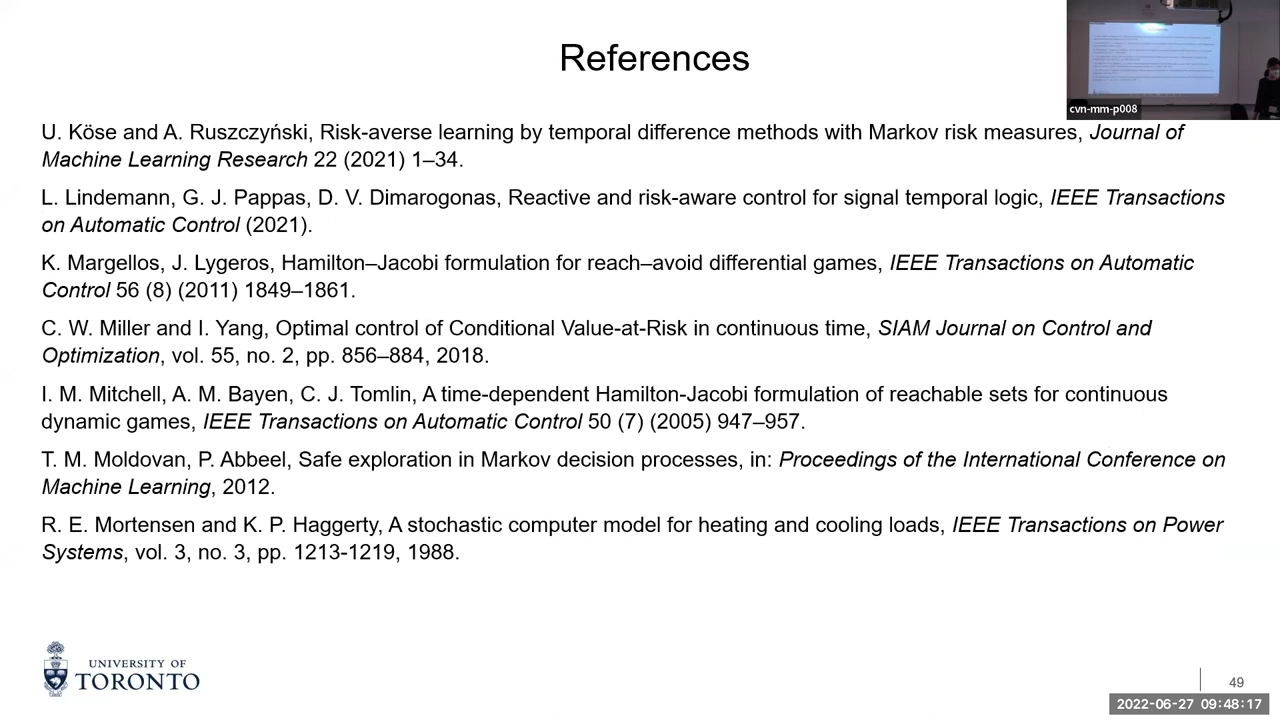 References
cvn-mm-p008
U. Köse and A. Ruszczyński, Risk-averse learning by temporal difference methods with Markov risk measures, Journal of
Machine Learning Research 22 (2021) 1–34.
L. Lindemann, G. J. Pappas, D. V. Dimarogonas, Reactive and risk-aware control for signal temporal logic, IEEE Transactions
on Automatic Control (2021).
K. Margellos, J. Lygeros, Hamilton–Jacobi formulation for reach–avoid differential games, IEEE Transactions on Automatic
Control 56 (8) (2011) 1849–1861.
C. W. Miller and I. Yang, Optimal control of Conditional Value-at-Risk in continuous time, SIAM Journal on Control and
Optimization, vol. 55, no. 2, pp. 856–884, 2018.
I. M. Mitchell, A. M. Bayen, C. J. Tomlin, A time-dependent Hamilton-Jacobi formulation of reachable sets for continuous
dynamic games, IEEE Transactions on Automatic Control 50 (7) (2005) 947–957.
T. M. Moldovan, P. Abbeel, Safe exploration in Markov decision processes, in: Proceedings of the International Conference on
Machine Learning, 2012.
R. E. Mortensen and K. P. Haggerty, A stochastic computer model for heating and cooling loads, IEEE Transactions on Power
Systems, vol. 3, no. 3, pp. 1213-1219, 1988.
UNIVERSITY OF
TORONTO
49
2022-06-27 09:48:17